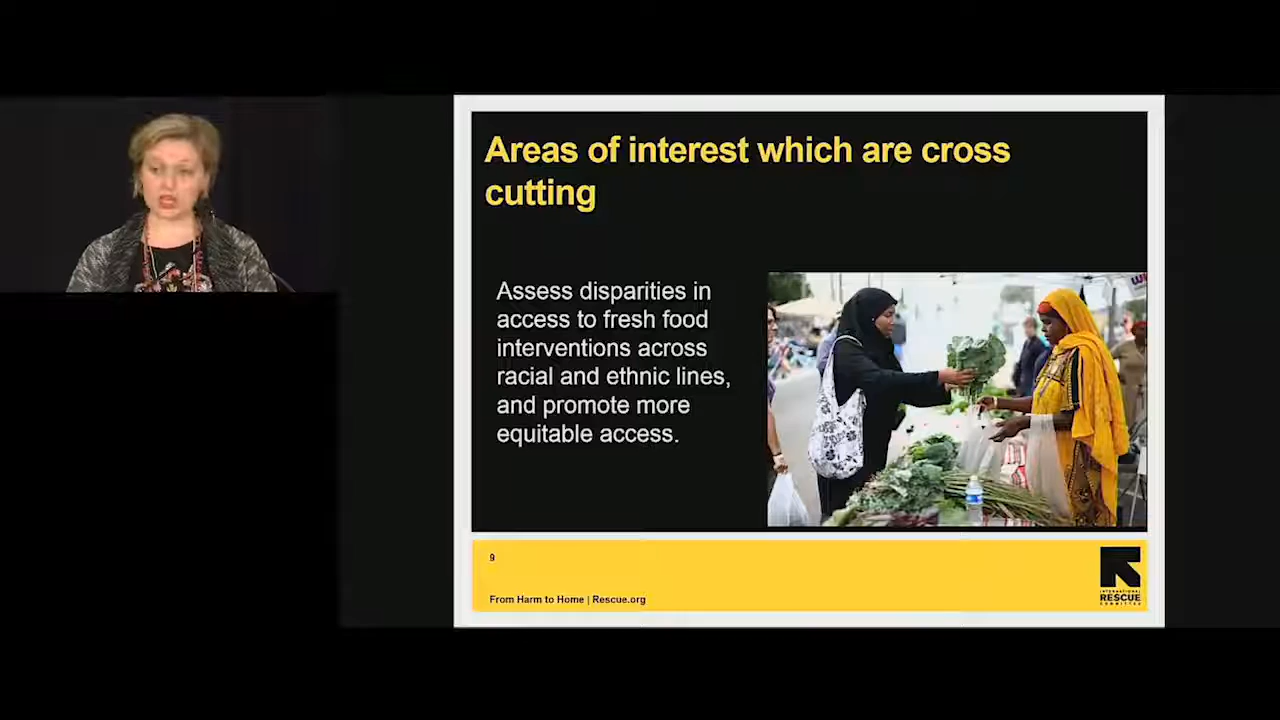 Areas of interest which are cross
cutting
Assess disparities in
access to fresh food
interventions across
racial and ethnic lines,
and promote more
equitable access.
9
From Harm to Home | Rescue.org
INTERNATIONAL
RESCUE
COMMITTEE